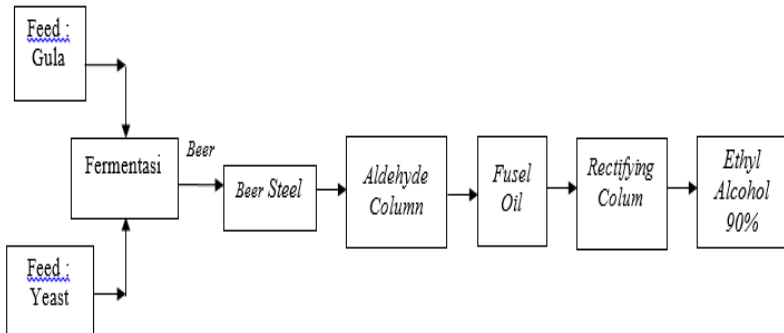 Feed :
Gula
Fermentasi
Feed :
Yeast
Beer
Beer Steel
Aldehyde
Column
Fusel
Oil
Rectifying
Colum
Ethyl
Alcohol
90%